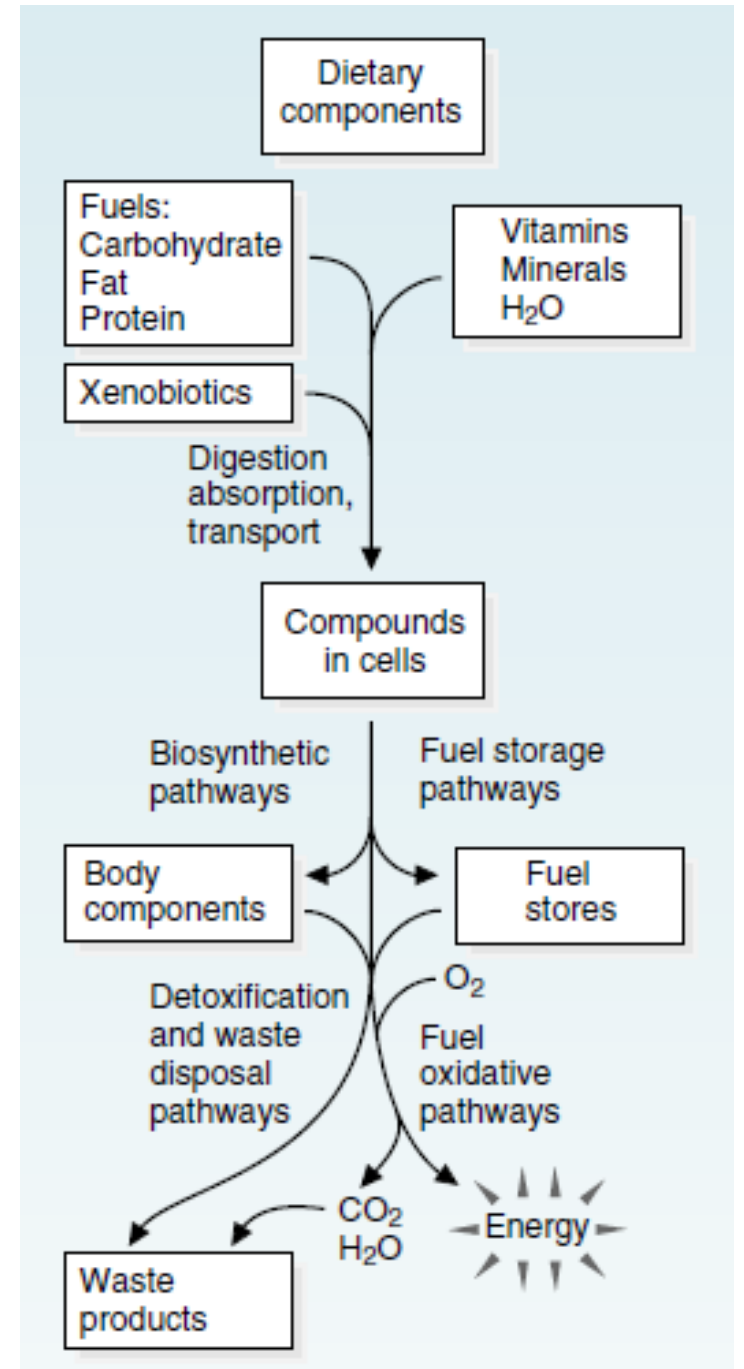 Dietary
components
Fuels:
Carbohydrate
Fat
Protein
Vitamins
Minerals
H₂O
Xenobiotics
Digestion
absorption,
transport
Compounds
in cells
Biosynthetic
pathways
Fuel storage
pathways
Body
components
Fuel
stores
O₂
Detoxification
and waste
disposal
pathways
Fuel
oxidative
pathways
CO₂
H₂O
Energy
Waste
products